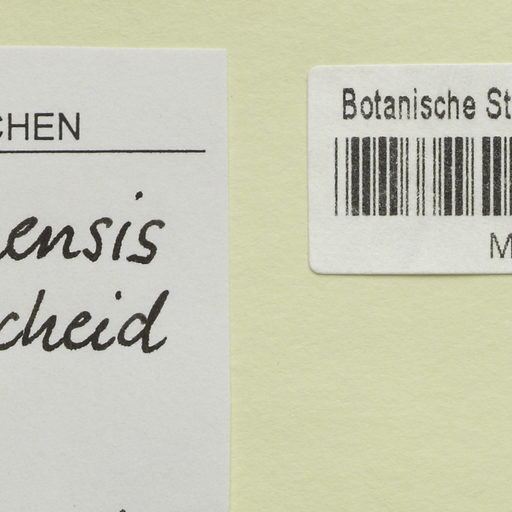 CHEN
ensis
cheid
Botanische St
M